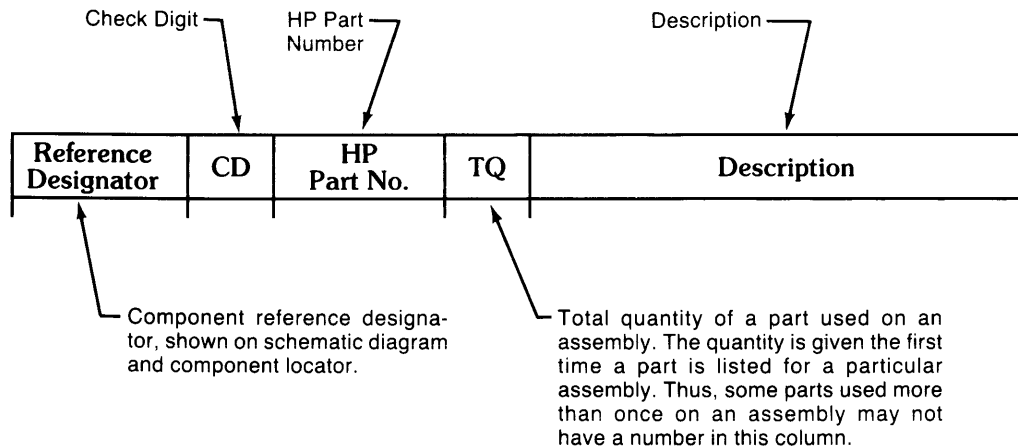 Check Digit
HP Part
Number
Description
Reference
Designator
CD
HP
Part No.
TQ
Description
Component reference designa-
tor, shown on schematic diagram
and component locator.
Total quantity of a part used on an
assembly. The quantity is given the first
time a part is listed for a particular
assembly. Thus, some parts used more
than once on an assembly may not
have a number in this column.